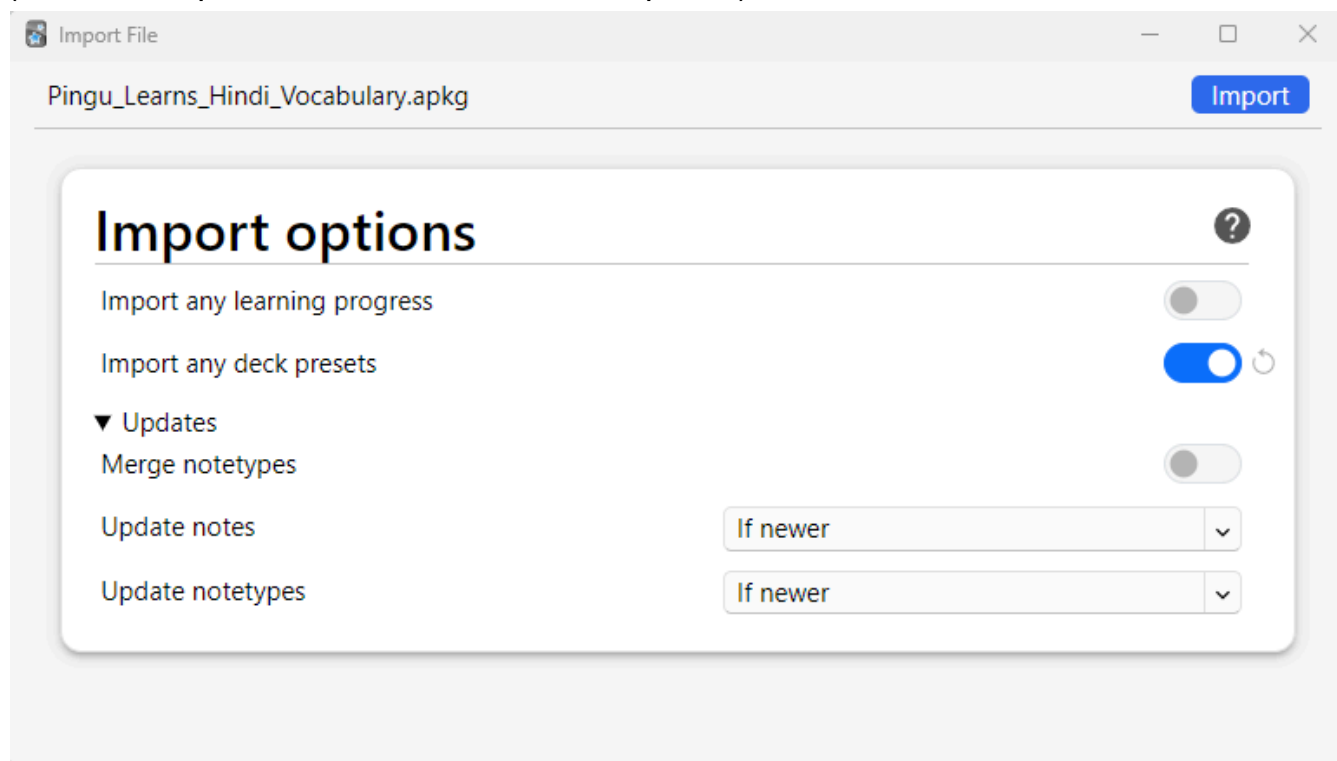 Import File
Pingu_Learns_Hindi_Vocabulary.apkg
Import
Import options
Import any learning progress
Import any deck presets
▼ Updates
Merge notetypes
Update notes
If newer
Update notetypes
If newer